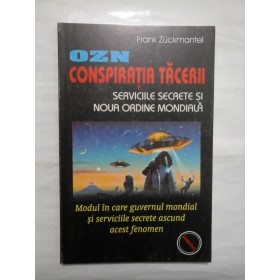 Frank Zückmantel
OZN
CONSPIRAȚIA TĂCERII
SERVICIILE SECRETE ȘI
NOUA ORDINE MONDIALĂ
Modul în care guvernul mondial
și serviciile secrete ascund
acest fenomen